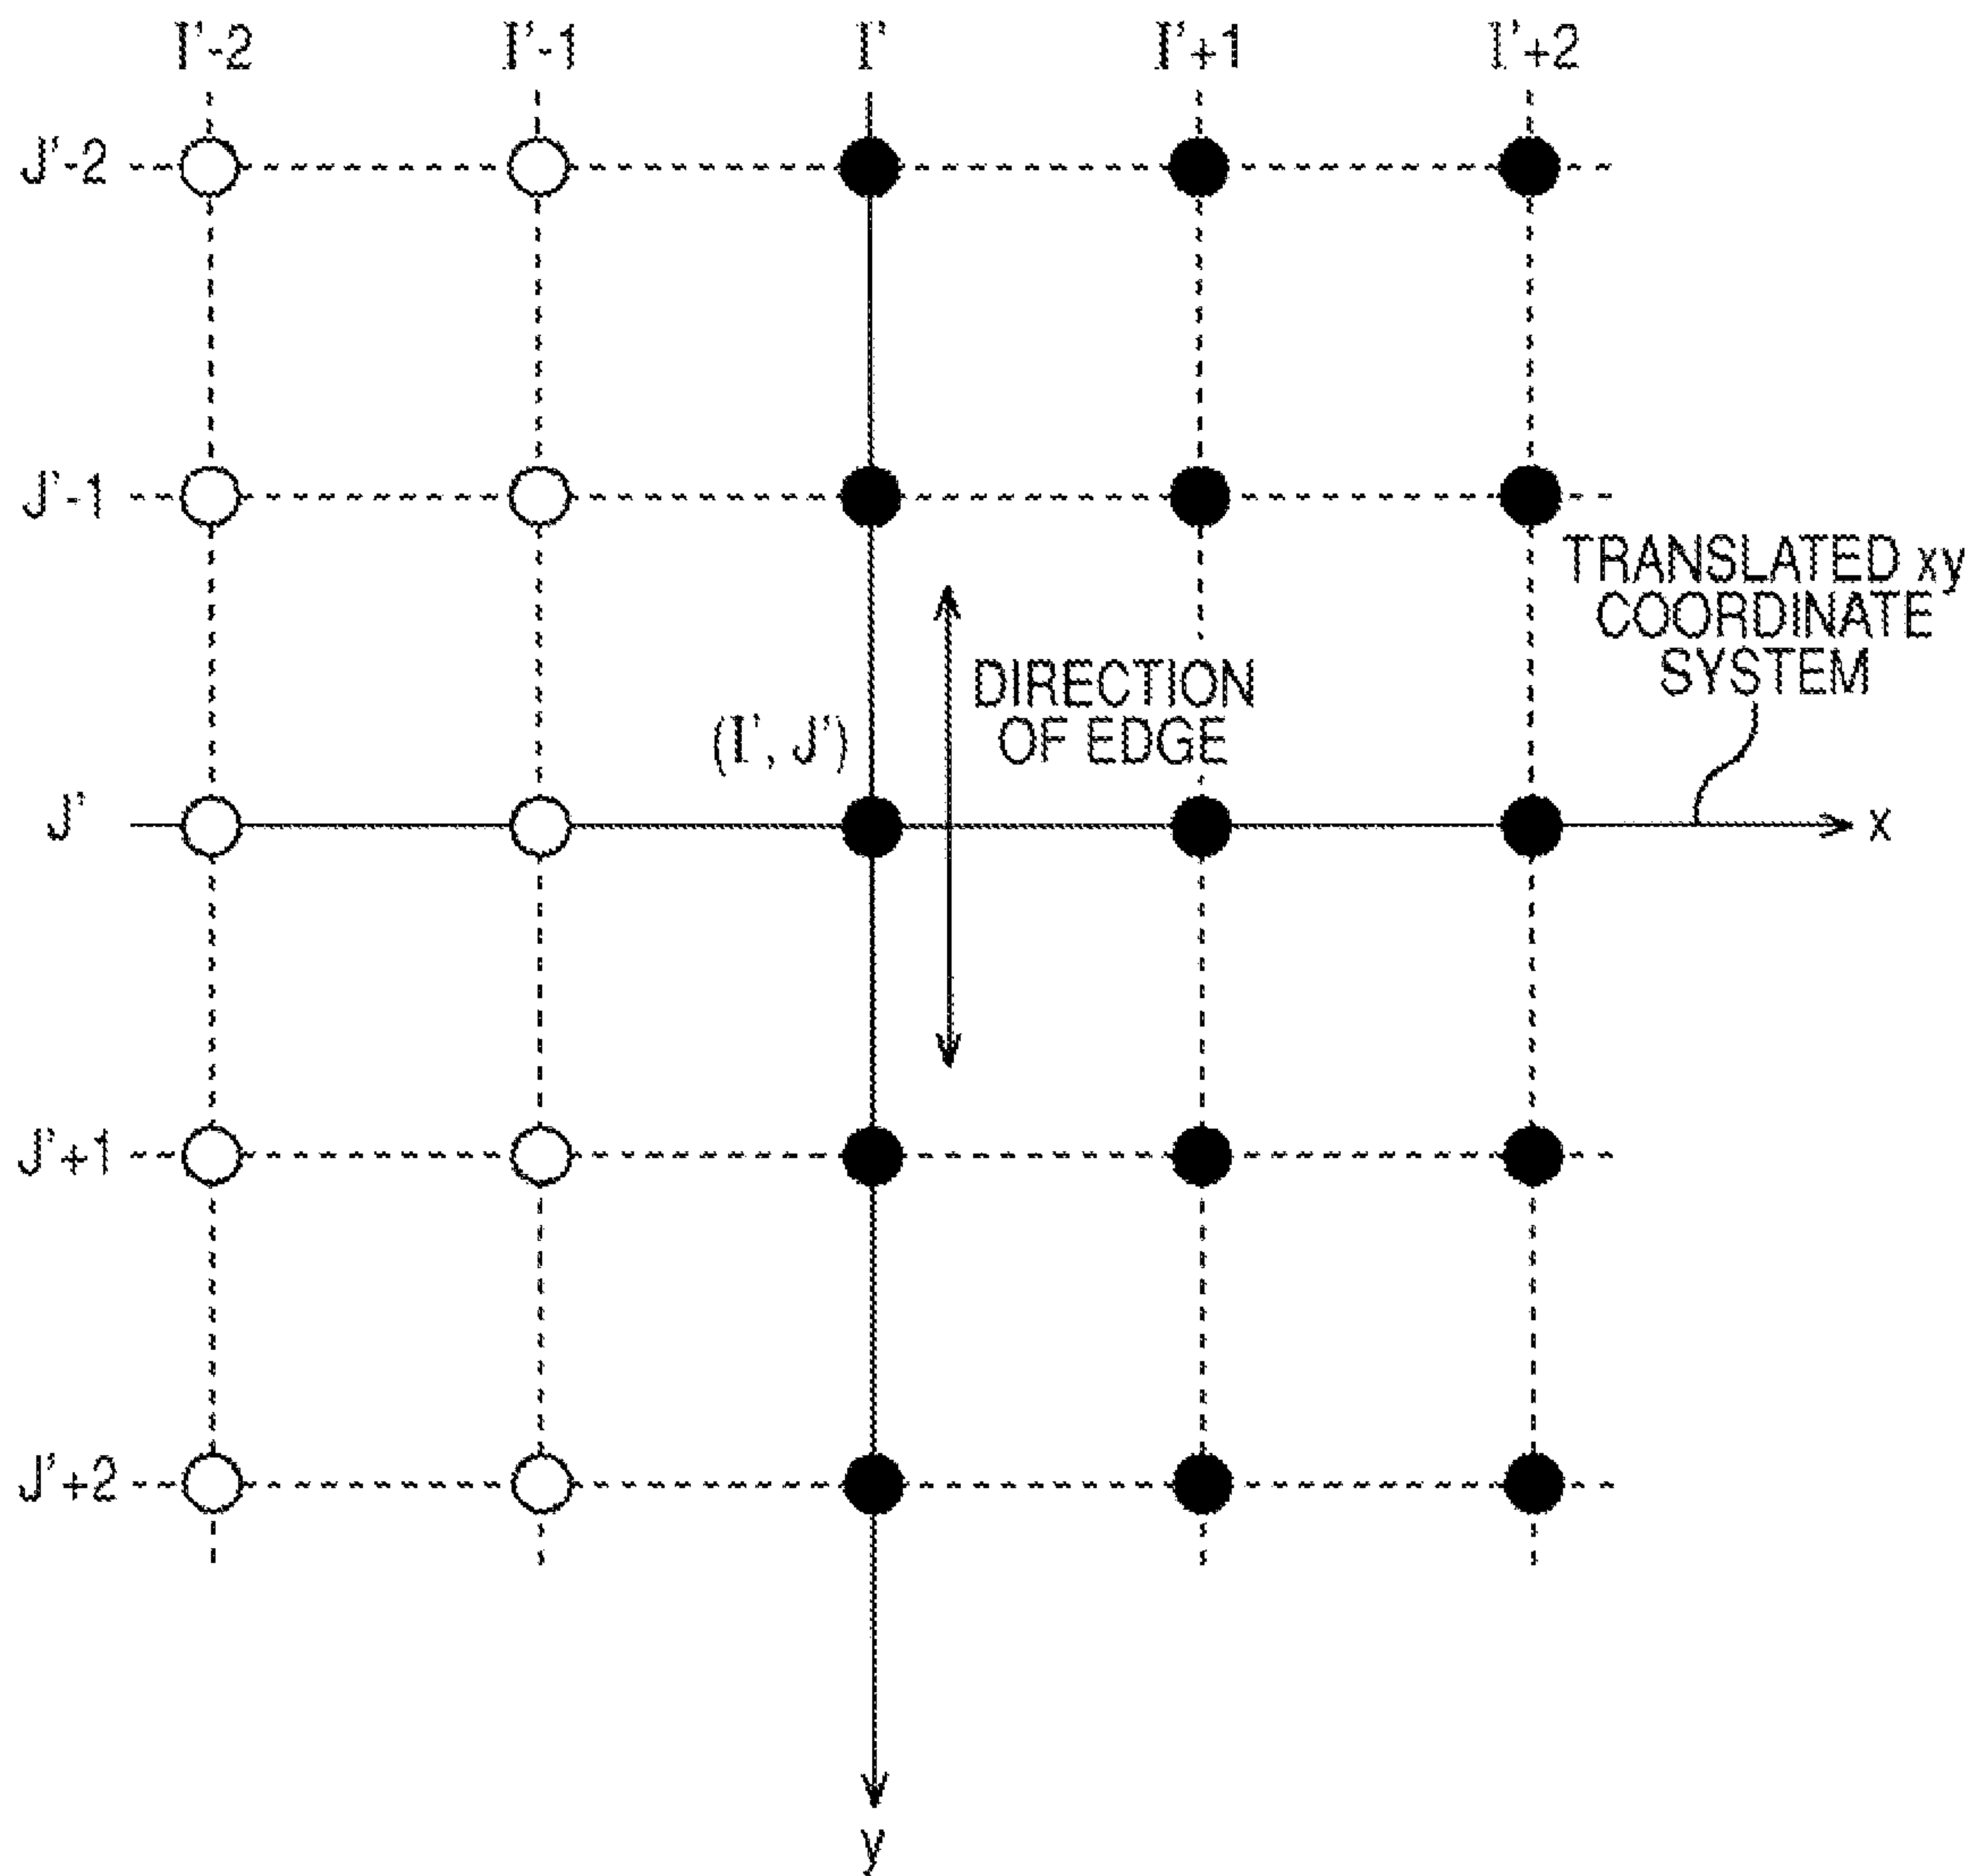 I'-2 I'-1 I' I'+1 I'+2
J'-2
J'-1
TRANSLATED xy
COORDINATE
SYSTEM
DIRECTION
OF EDGE
(I', J')
J'
x
J'+1
J'+2
y